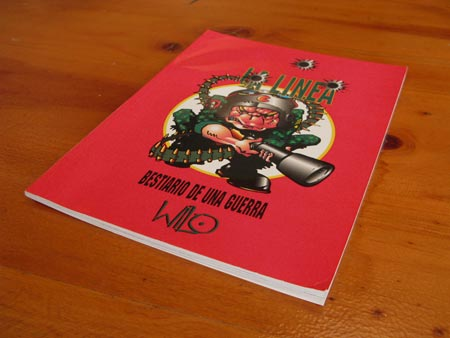 LA LINEA
BESTIARIO DE UNA GUERRA
WILO